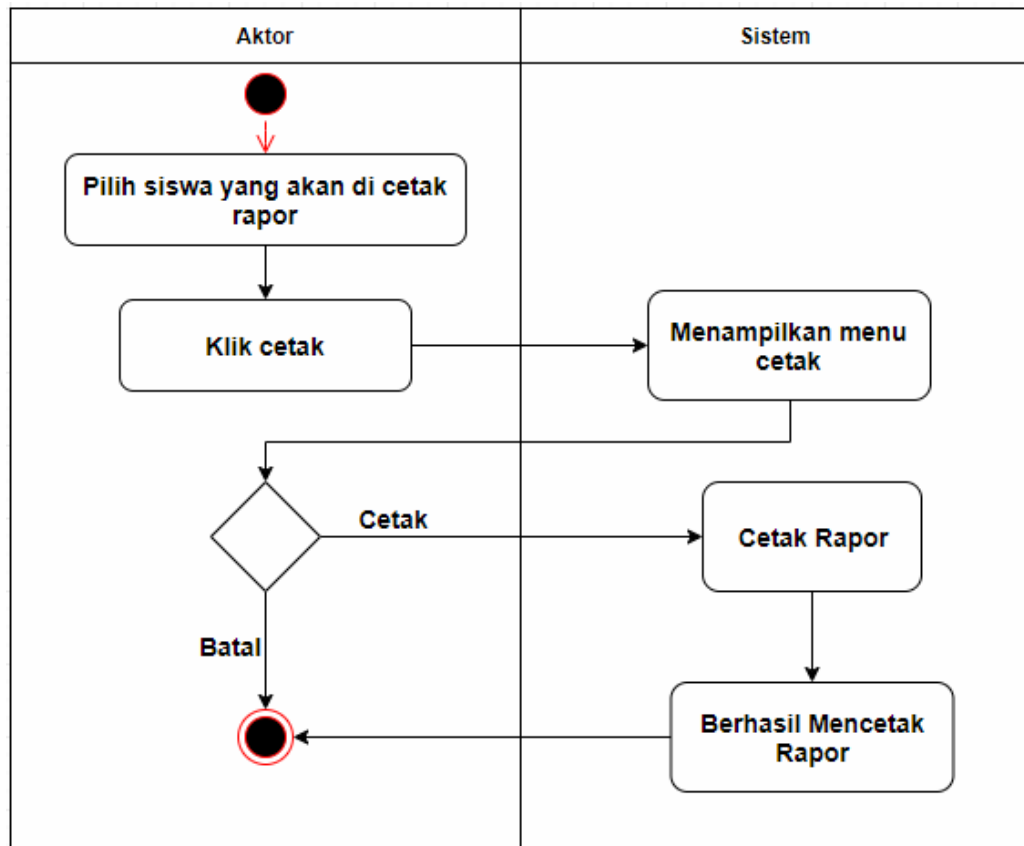 Aktor
Sistem
Pilih siswa yang akan di cetak
rapor
Klik cetak
Menampilkan menu
cetak
Cetak
Cetak Rapor
Batal
Berhasil Mencetak
Rapor